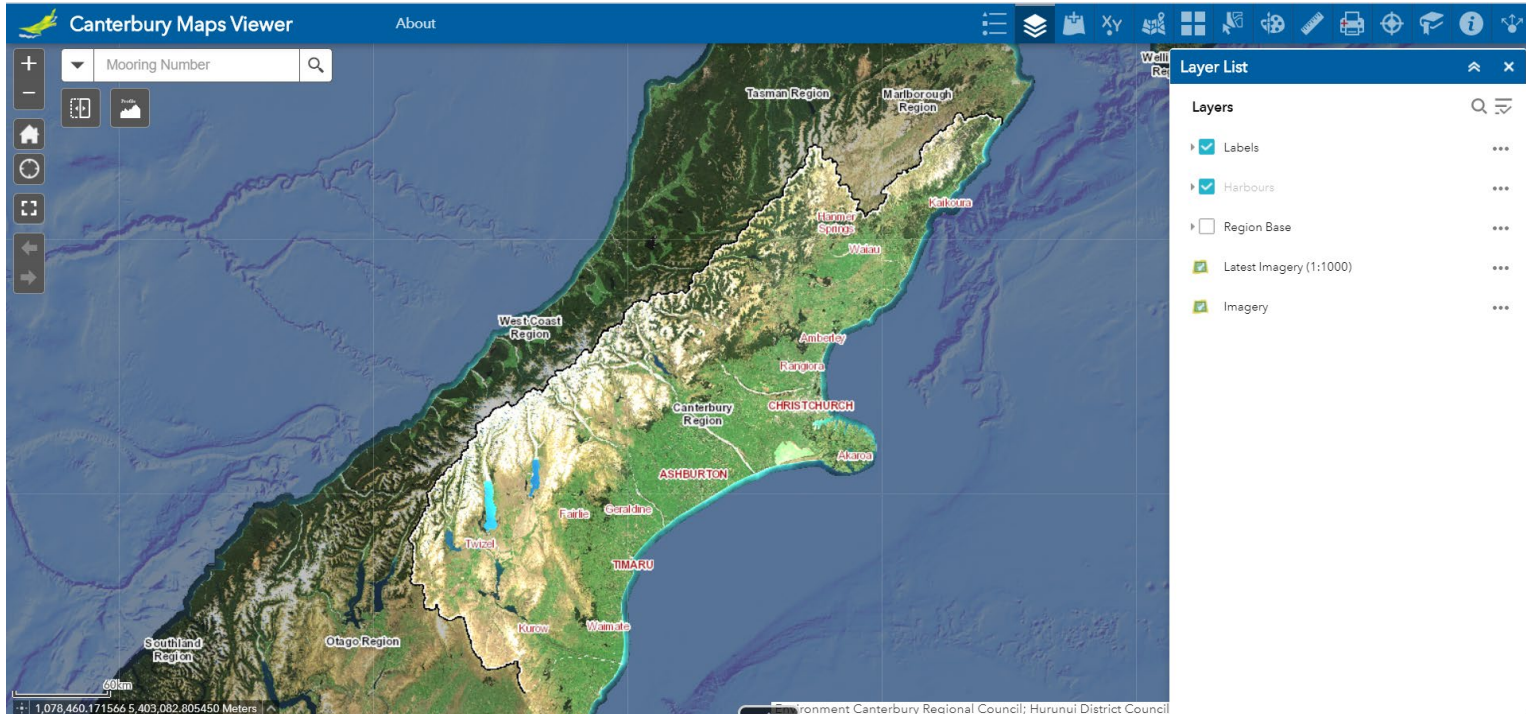 Canterbury Maps Viewer
About
Mooring Number
Profile
Layer List
Layers
Labels
Harbours
Region Base
Latest Imagery (1:1000)
Imagery
Tasman Region
Marlborough
Region
Kaikoura
Hanmer
Springs
Waiau
West Coast
Region
Amberley
Rangiora
Canterbury
Region
CHRISTCHURCH
Akaroa
ASHBURTON
Fairlie
Geraldine
Twizel
TIMARU
Kurow
Waimate
Southland
Region
Otago Region
60km
1,078,460.171566 5,403,082.805450 Meters
Environment Canterbury Regional Council; Hurunui District Council